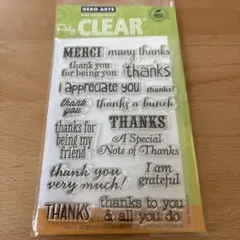 HERO ARTS
Poly CLEAR
MERCI many thanks
thank you
for being you
thanks
I appreciate you
thanks!
thank
you
thanks a bunch
thanks for
being my
friend
THANKS
A Special
Note of Thanks
thank you
very much!
I am
grateful
THANKS
thanks to you
& all you do